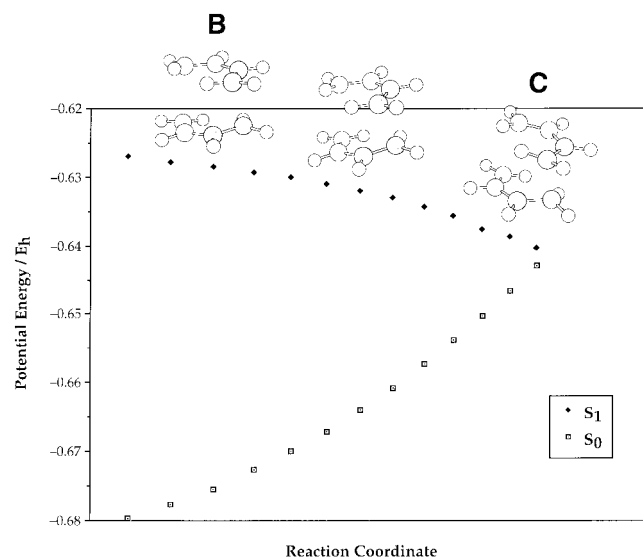 B
C
−0.62
−0.63
−0.64
−0.65
−0.66
−0.67
−0.68
Potential Energy / Eh
S1
S0
Reaction Coordinate